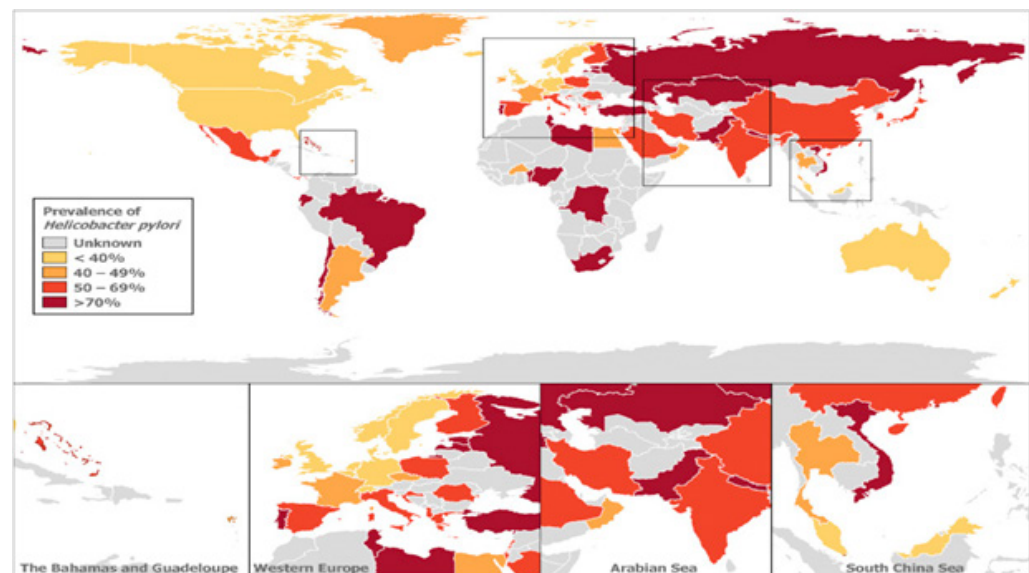 Prevalence of
Helicobacter pylori
Unknown
< 40%
40 – 49%
50 – 69%
>70%
The Bahamas and Guadeloupe
Western Europe
Arabian Sea
South China Sea